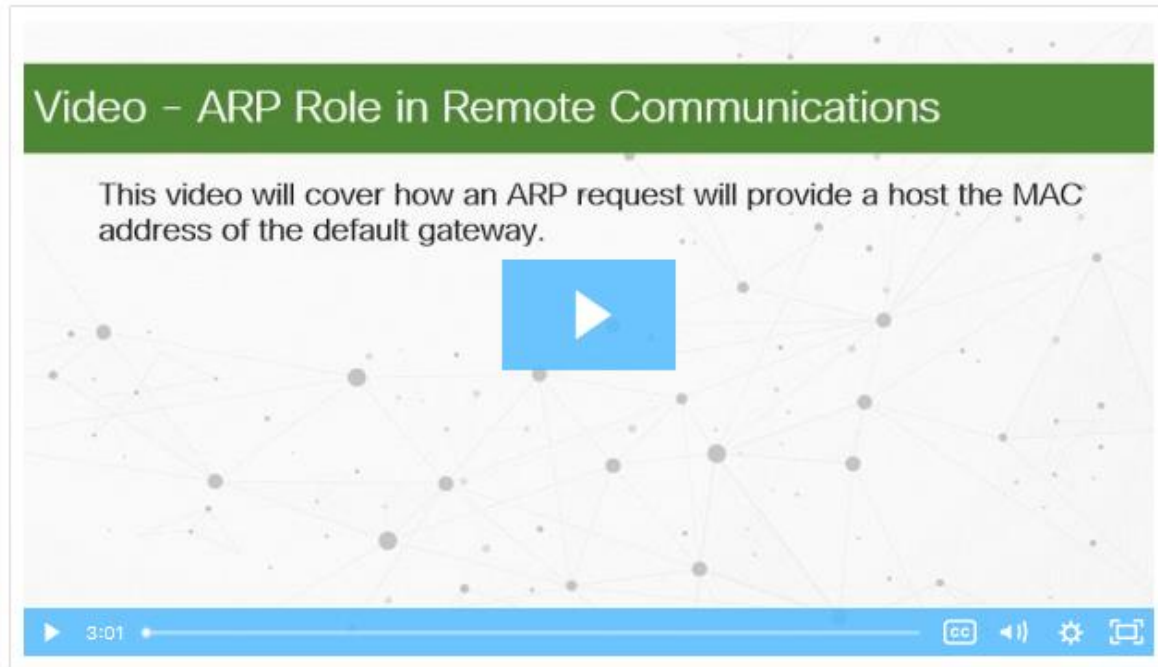 Video - ARP Role in Remote Communications
This video will cover how an ARP request will provide a host the MAC
address of the default gateway.
3:01
CC